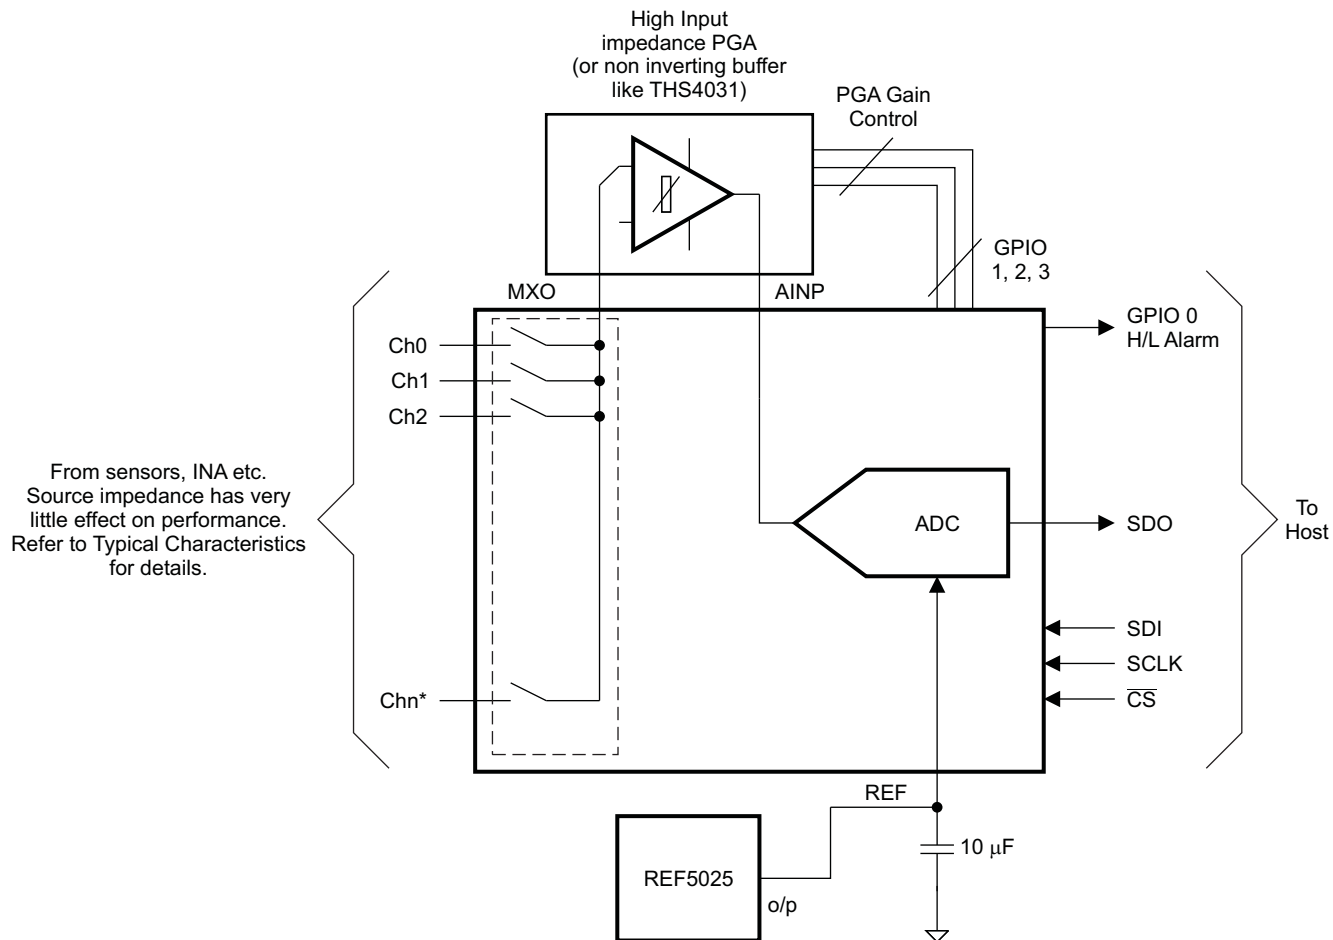 High Input
impedance PGA
(or non inverting buffer
like THS4031)
PGA Gain
Control
GPIO
1, 2, 3
MXO
AINP
GPIO 0
H/L Alarm
Ch0
Ch1
Ch2
From sensors, INA etc.
Source impedance has very
little effect on performance.
Refer to Typical Characteristics
for details.
ADC
SDO
To
Host
SDI
SCLK
C̅S̅
Chn*
REF
10 μF
REF5025
o/p